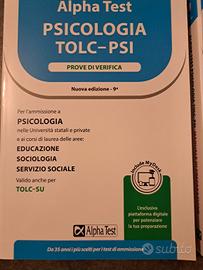 Alpha Test
PSICOLOGIA
TOLC–PSI
PROVE DI VERIFICA
Nuova edizione - 9ª
Per l'ammissione a
PSICOLOGIA
nelle Università statali e private
e ai corsi di laurea delle aree:
EDUCAZIONE
SOCIOLOGIA
SERVIZIO SOCIALE
Valido anche per
TOLC-SU
Include MyDesk
L'esclusiva
piattaforma digitale
per potenziare
la tua preparazione
Alpha Test
Da 35 anni i più scelti per i test di ammissione
subito